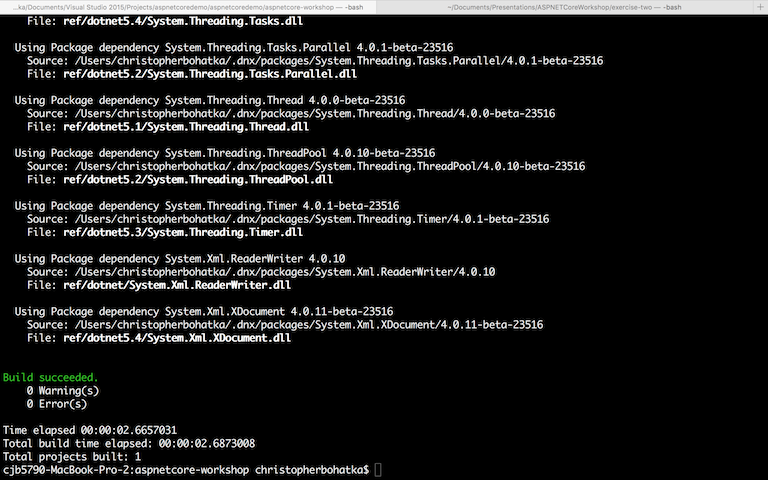 …ka/Documents/Visual Studio 2015/Projects/aspnetcoredemo/aspnetcoredemo/aspnetcore-workshop — -bash
~/Documents/Presentations/ASPNETCoreWorkshop/exercise-two — -bash
File: ref/dotnet5.4/System.Threading.Tasks.dll
Using Package dependency System.Threading.Tasks.Parallel 4.0.1-beta-23516
Source: /Users/christopherbohatka/.dnx/packages/System.Threading.Tasks.Parallel/4.0.1-beta-23516
File: ref/dotnet5.2/System.Threading.Tasks.Parallel.dll
Using Package dependency System.Threading.Thread 4.0.0-beta-23516
Source: /Users/christopherbohatka/.dnx/packages/System.Threading.Thread/4.0.0-beta-23516
File: ref/dotnet5.1/System.Threading.Thread.dll
Using Package dependency System.Threading.ThreadPool 4.0.10-beta-23516
Source: /Users/christopherbohatka/.dnx/packages/System.Threading.ThreadPool/4.0.10-beta-23516
File: ref/dotnet5.2/System.Threading.ThreadPool.dll
Using Package dependency System.Threading.Timer 4.0.1-beta-23516
Source: /Users/christopherbohatka/.dnx/packages/System.Threading.Timer/4.0.1-beta-23516
File: ref/dotnet5.3/System.Threading.Timer.dll
Using Package dependency System.Xml.ReaderWriter 4.0.10
Source: /Users/christopherbohatka/.dnx/packages/System.Xml.ReaderWriter/4.0.10
File: ref/dotnet/System.Xml.ReaderWriter.dll
Using Package dependency System.Xml.XDocument 4.0.11-beta-23516
Source: /Users/christopherbohatka/.dnx/packages/System.Xml.XDocument/4.0.11-beta-23516
File: ref/dotnet5.4/System.Xml.XDocument.dll
Build succeeded.
0 Warning(s)
0 Error(s)
Time elapsed 00:00:02.6657031
Total build time elapsed: 00:00:02.6873008
Total projects built: 1
cjb5790-MacBook-Pro-2:aspnetcore-workshop christopherbohatka$